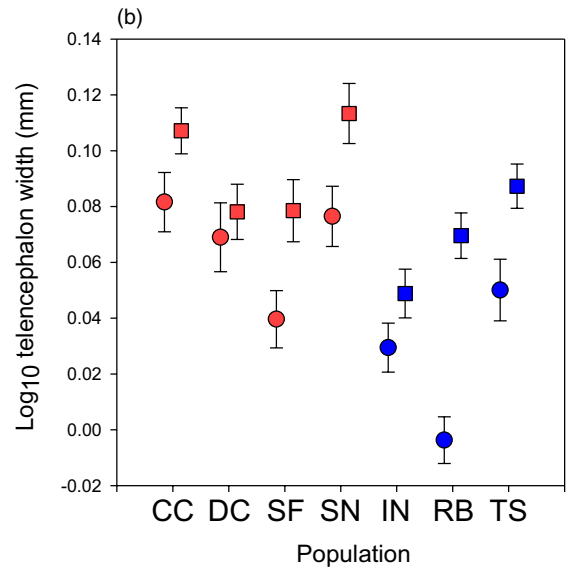 (b)
Log10 telencephalon width (mm)
0.14
0.12
0.10
0.08
0.06
0.04
0.02
0.00
-0.02
CC DC SF SN IN RB TS
Population